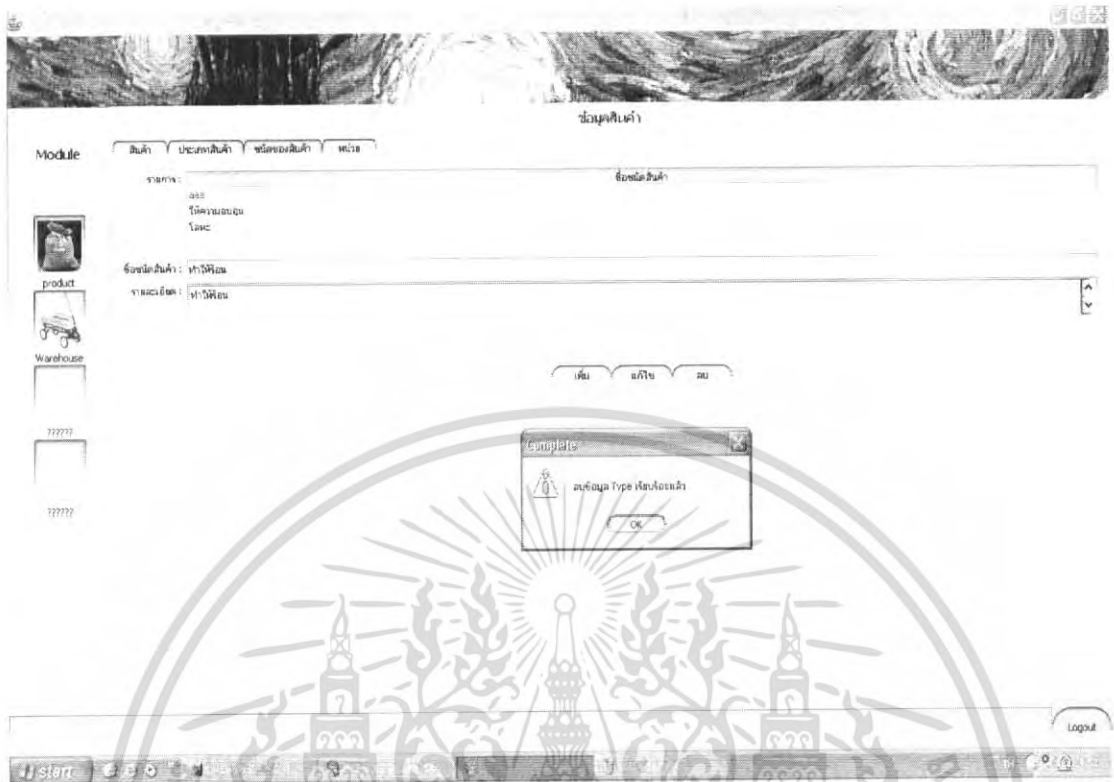 ข้อมูลสินค้า
Module
สินค้า ประเภทสินค้า ชนิดของสินค้า หน่วย
รายการ :
ชื่อชนิดสินค้า
aaa
ให้ความอบอุ่น
โลหะ
product
ชื่อชนิดสินค้า : ทำให้ร้อน
รายละเอียด : ทำให้ร้อน
Warehouse
เพิ่ม แก้ไข ลบ
??????
Complete
ลบข้อมูล Type เรียบร้อยแล้ว
OK
??????
Logout
start
TH